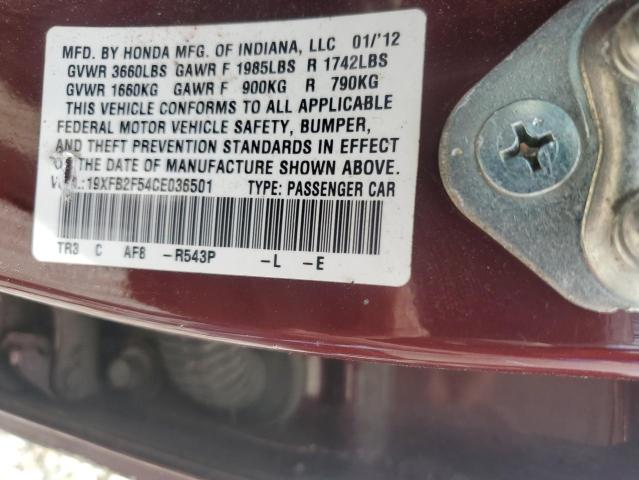 MFD. BY HONDA MFG. OF INDIANA, LLC 01/'12
GVWR 3660LBS GAWR F 1985LBS R 1742LBS
GVWR 1660KG GAWR F 900KG R 790KG
THIS VEHICLE CONFORMS TO ALL APPLICABLE
FEDERAL MOTOR VEHICLE SAFETY, BUMPER,
AND THEFT PREVENTION STANDARDS IN EFFECT
THE DATE OF MANUFACTURE SHOWN ABOVE.
19XFB2F54CE036501 TYPE: PASSENGER CAR
TR3 C AF8 -R543P -L -E